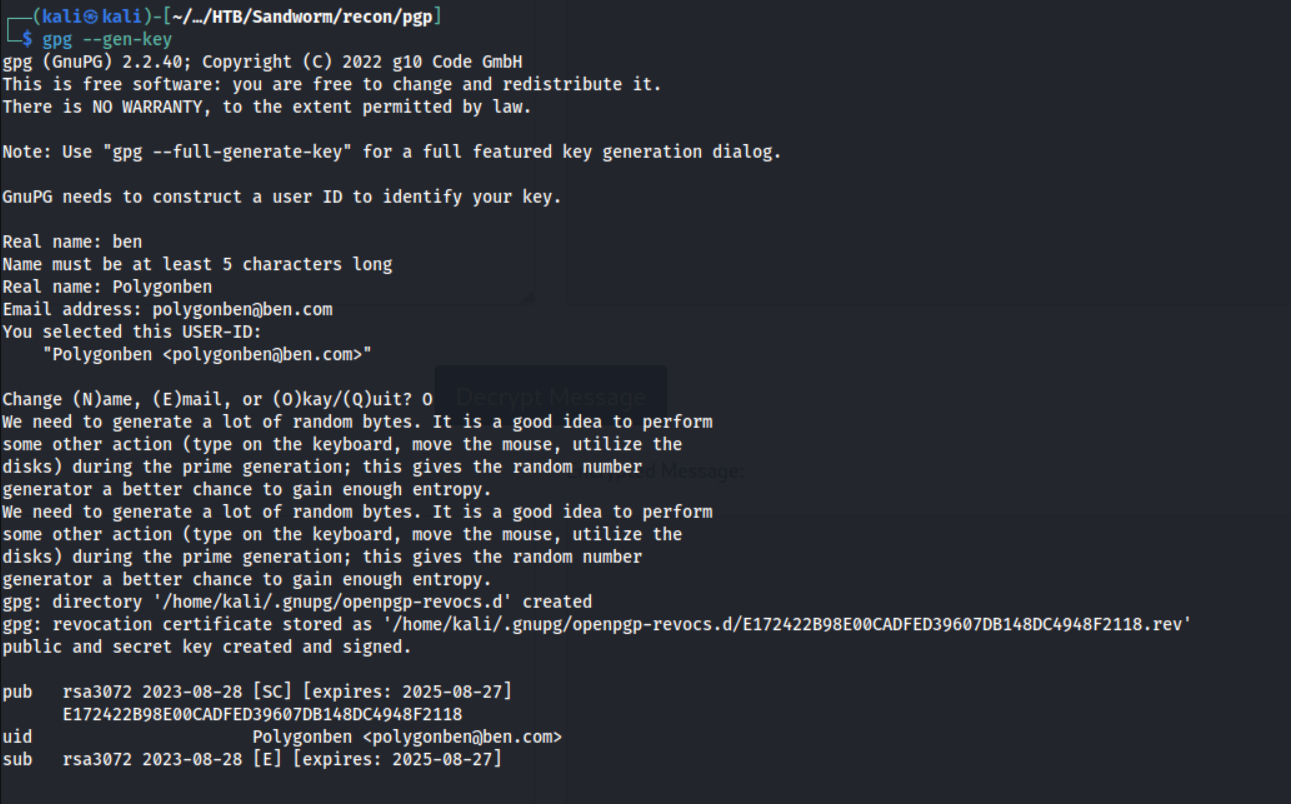 ┌──(kali㉿kali)-[~/…/HTB/Sandworm/recon/pgp]
└─$ gpg --gen-key
gpg (GnuPG) 2.2.40; Copyright (C) 2022 g10 Code GmbH
This is free software: you are free to change and redistribute it.
There is NO WARRANTY, to the extent permitted by law.

Note: Use "gpg --full-generate-key" for a full featured key generation dialog.

GnuPG needs to construct a user ID to identify your key.

Real name: ben
Name must be at least 5 characters long
Real name: Polygonben
Email address: polygonben@ben.com
You selected this USER-ID:
    "Polygonben <polygonben@ben.com>"

Change (N)ame, (E)mail, or (O)kay/(Q)uit? O
Decrypt Message
We need to generate a lot of random bytes. It is a good idea to perform
some other action (type on the keyboard, move the mouse, utilize the
disks) during the prime generation; this gives the random number
Encrypted Message:
generator a better chance to gain enough entropy.
We need to generate a lot of random bytes. It is a good idea to perform
some other action (type on the keyboard, move the mouse, utilize the
disks) during the prime generation; this gives the random number
generator a better chance to gain enough entropy.
gpg: directory '/home/kali/.gnupg/openpgp-revocs.d' created
gpg: revocation certificate stored as '/home/kali/.gnupg/openpgp-revocs.d/E172422B98E00CADFED39607DB148DC4948F2118.rev'
public and secret key created and signed.

pub   rsa3072 2023-08-28 [SC] [expires: 2025-08-27]
      E172422B98E00CADFED39607DB148DC4948F2118
uid                      Polygonben <polygonben@ben.com>
sub   rsa3072 2023-08-28 [E] [expires: 2025-08-27]